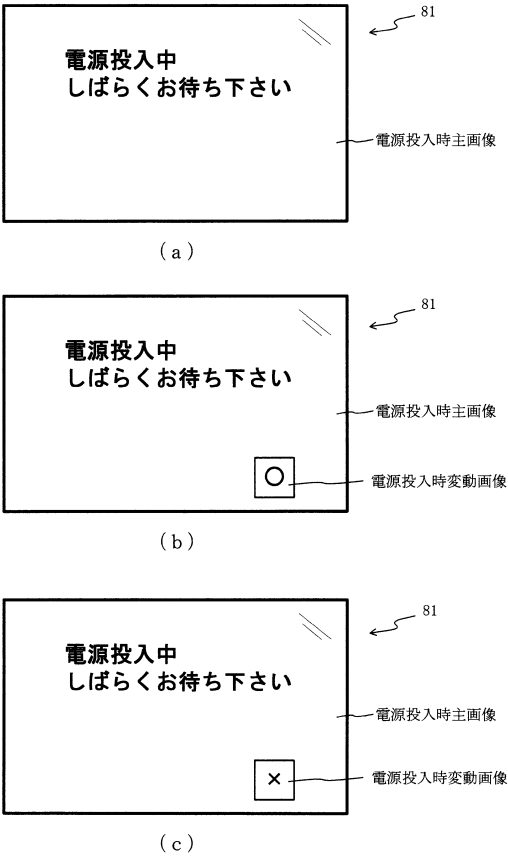 電源投入中
しばらくお待ち下さい
81
電源投入時主画像
(a)
電源投入中
しばらくお待ち下さい
81
電源投入時主画像
○
電源投入時変動画像
(b)
電源投入中
しばらくお待ち下さい
81
電源投入時主画像
×
電源投入時変動画像
(c)